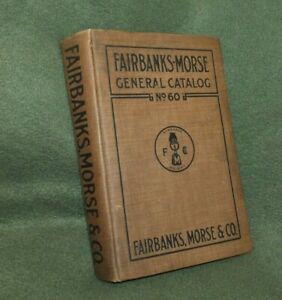 FAIRBANKS-MORSE
GENERAL CATALOG
No 60
FAIRBANKS, MORSE & CO.
FAIRBANKS, MORSE & CO.